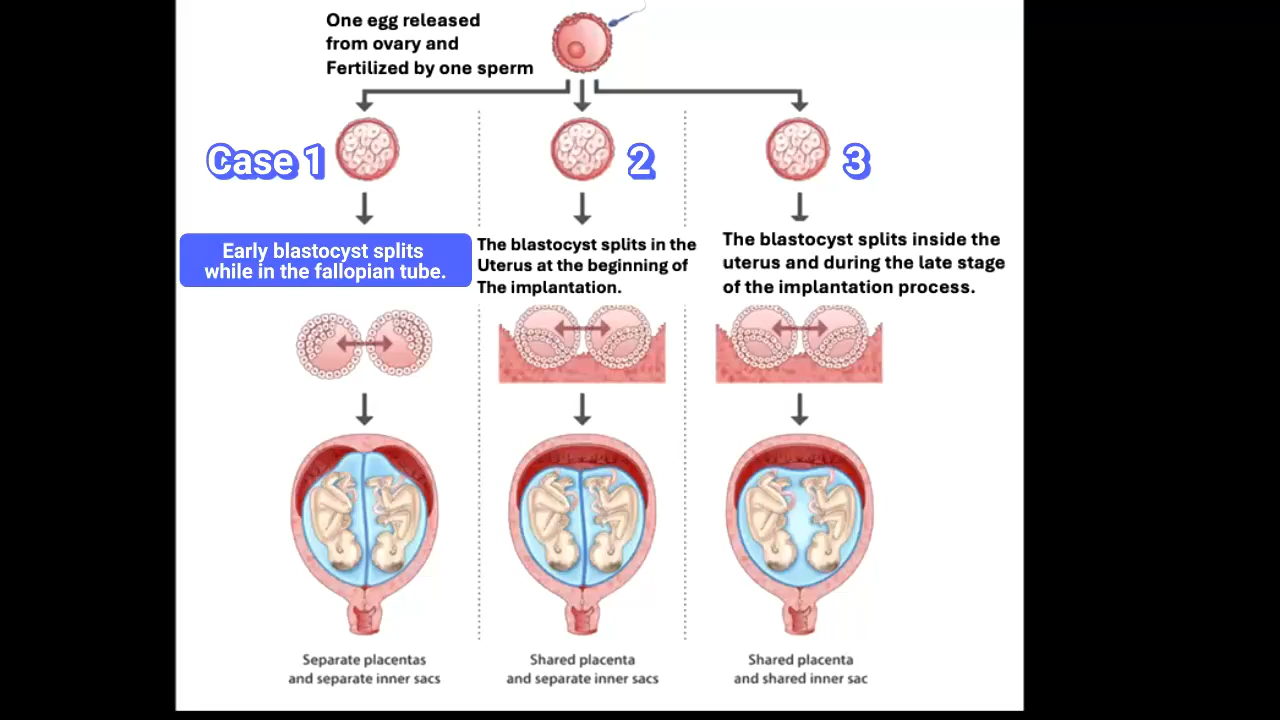 One egg released
from ovary and
Fertilized by one sperm
Case 1
2
3
Early blastocyst splits
while in the fallopian tube.
The blastocyst splits in the
Uterus at the beginning of
The implantation.
The blastocyst splits inside the
uterus and during the late stage
of the implantation process.
Separate placentas
and separate inner sacs
Shared placenta
and separate inner sacs
Shared placenta
and shared inner sac